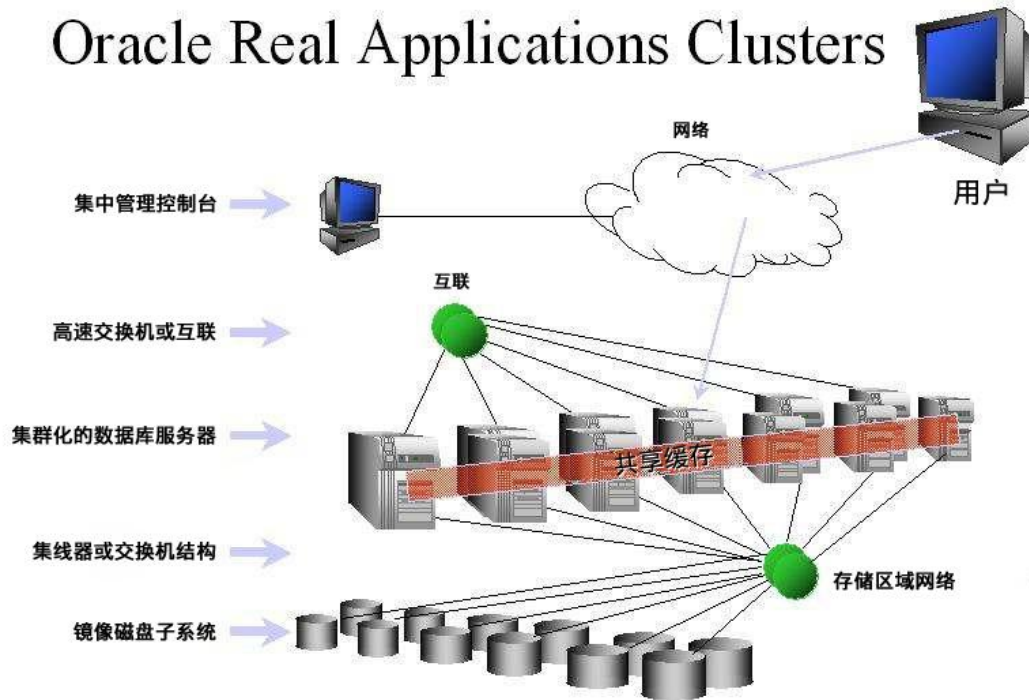 Oracle Real Applications Clusters
网络
用户
集中管理控制台
互联
高速交换机或互联
集群化的数据库服务器
共享缓存
集线器或交换机结构
存储区域网络
镜像磁盘子系统